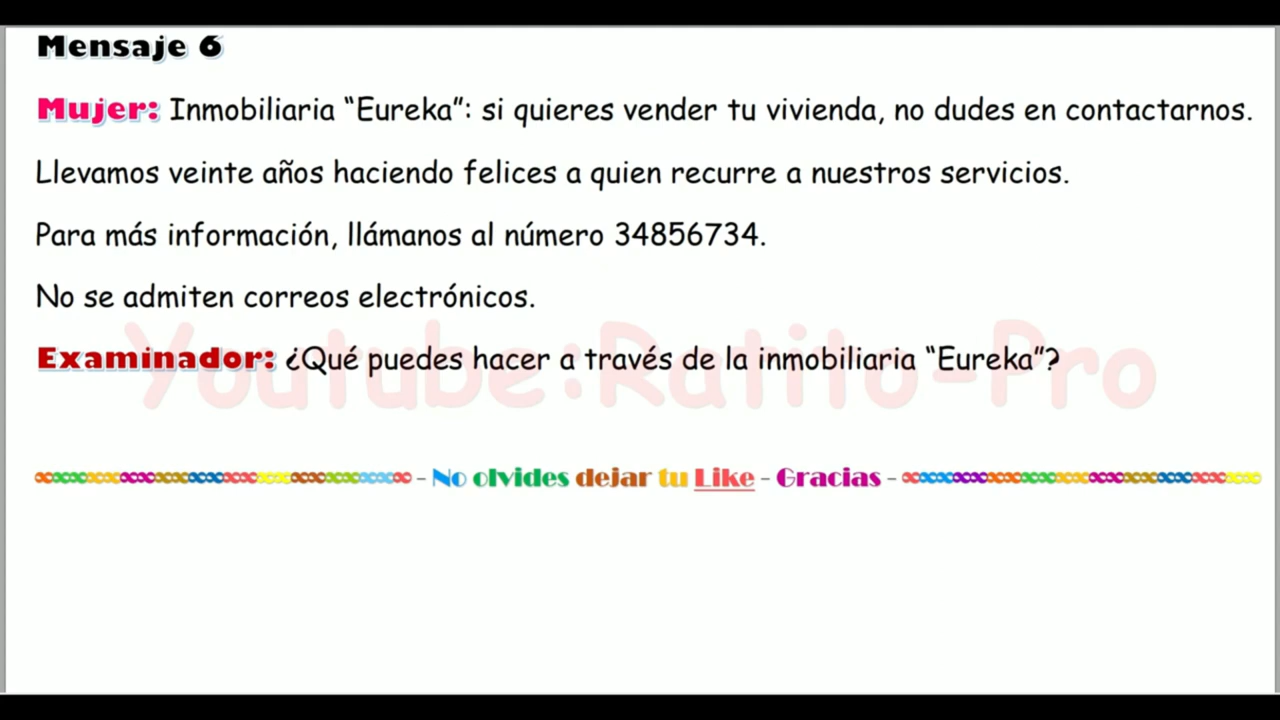 Mensaje 6
Mujer: Inmobiliaria “Eureka”: si quieres vender tu vivienda, no dudes en contactarnos.
Llevamos veinte años haciendo felices a quien recurre a nuestros servicios.
Para más información, llámanos al número 34856734.
No se admiten correos electrónicos.
Examinador: ¿Qué puedes hacer a través de la inmobiliaria “Eureka”?
Youtube:Ratito-Pro
- No olvides dejar tu Like - Gracias -